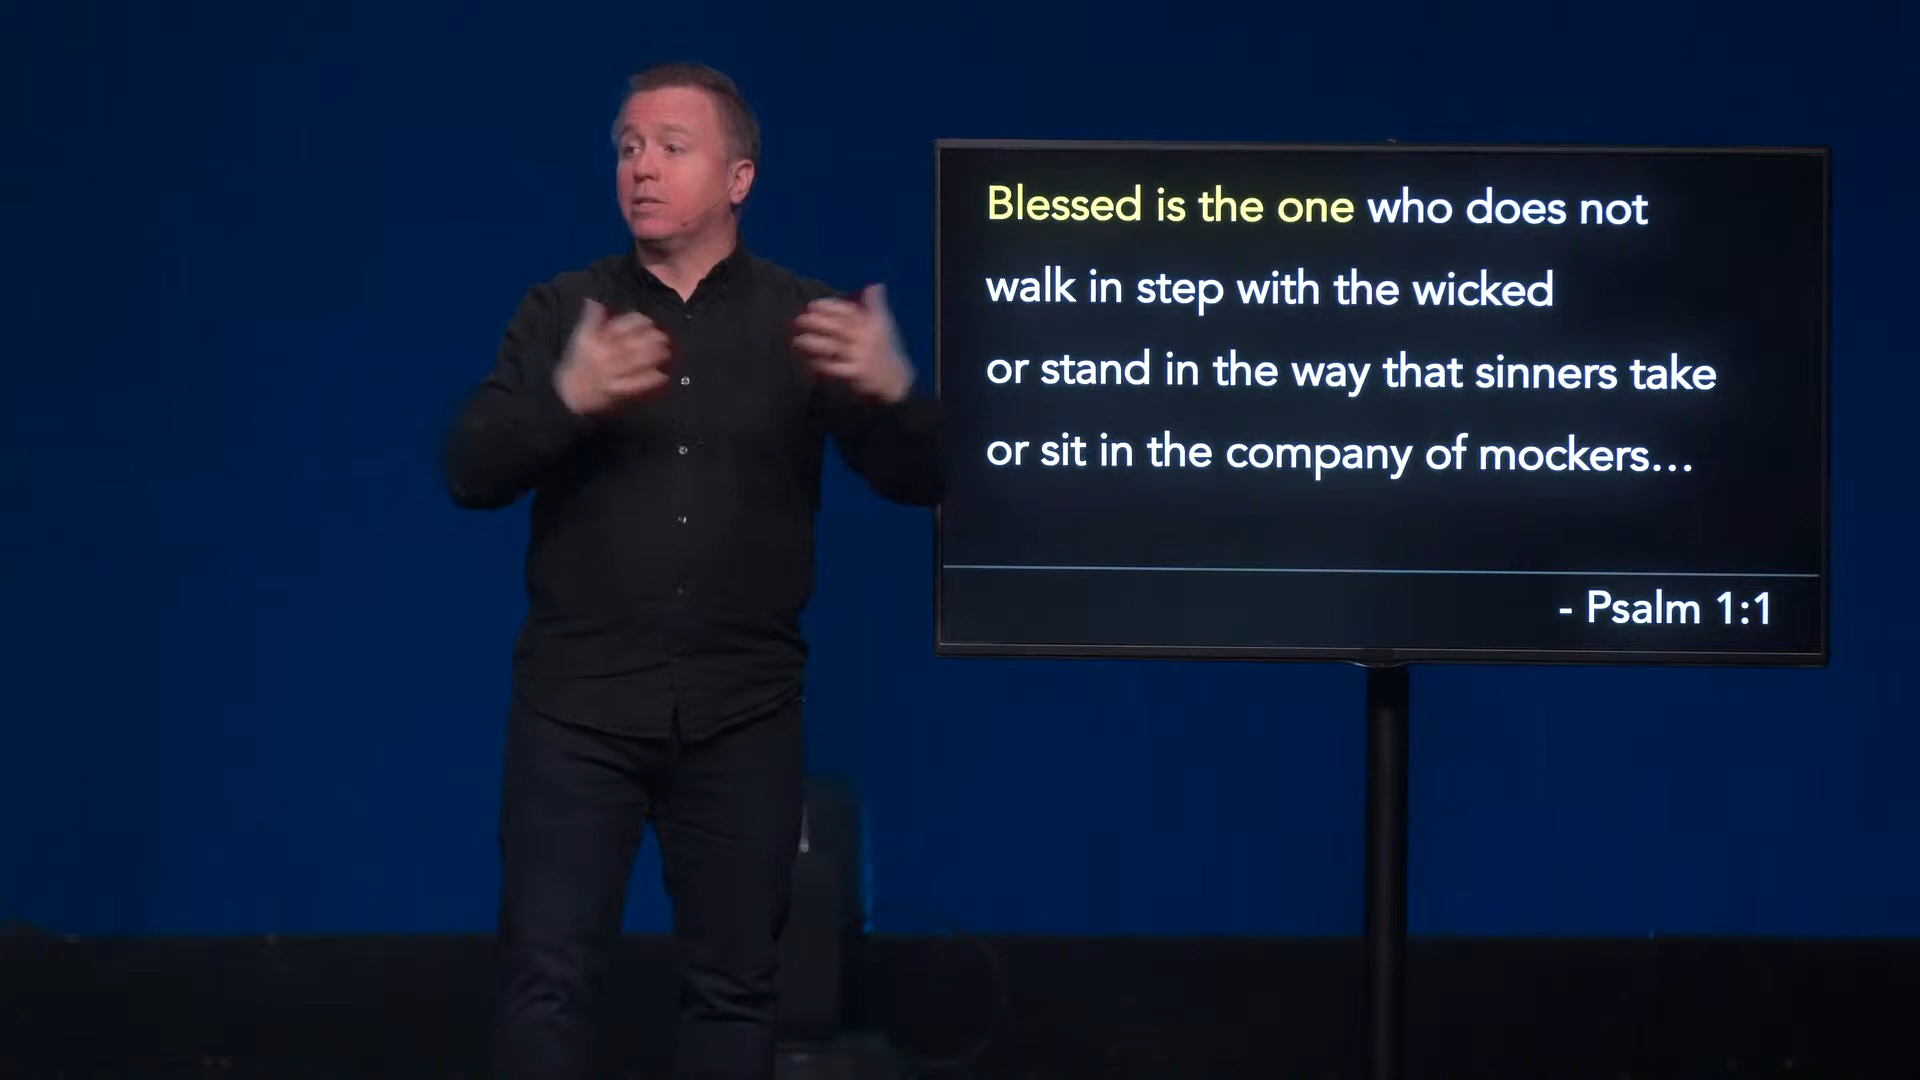 Blessed is the one who does not
walk in step with the wicked
or stand in the way that sinners take
or sit in the company of mockers...
- Psalm 1:1